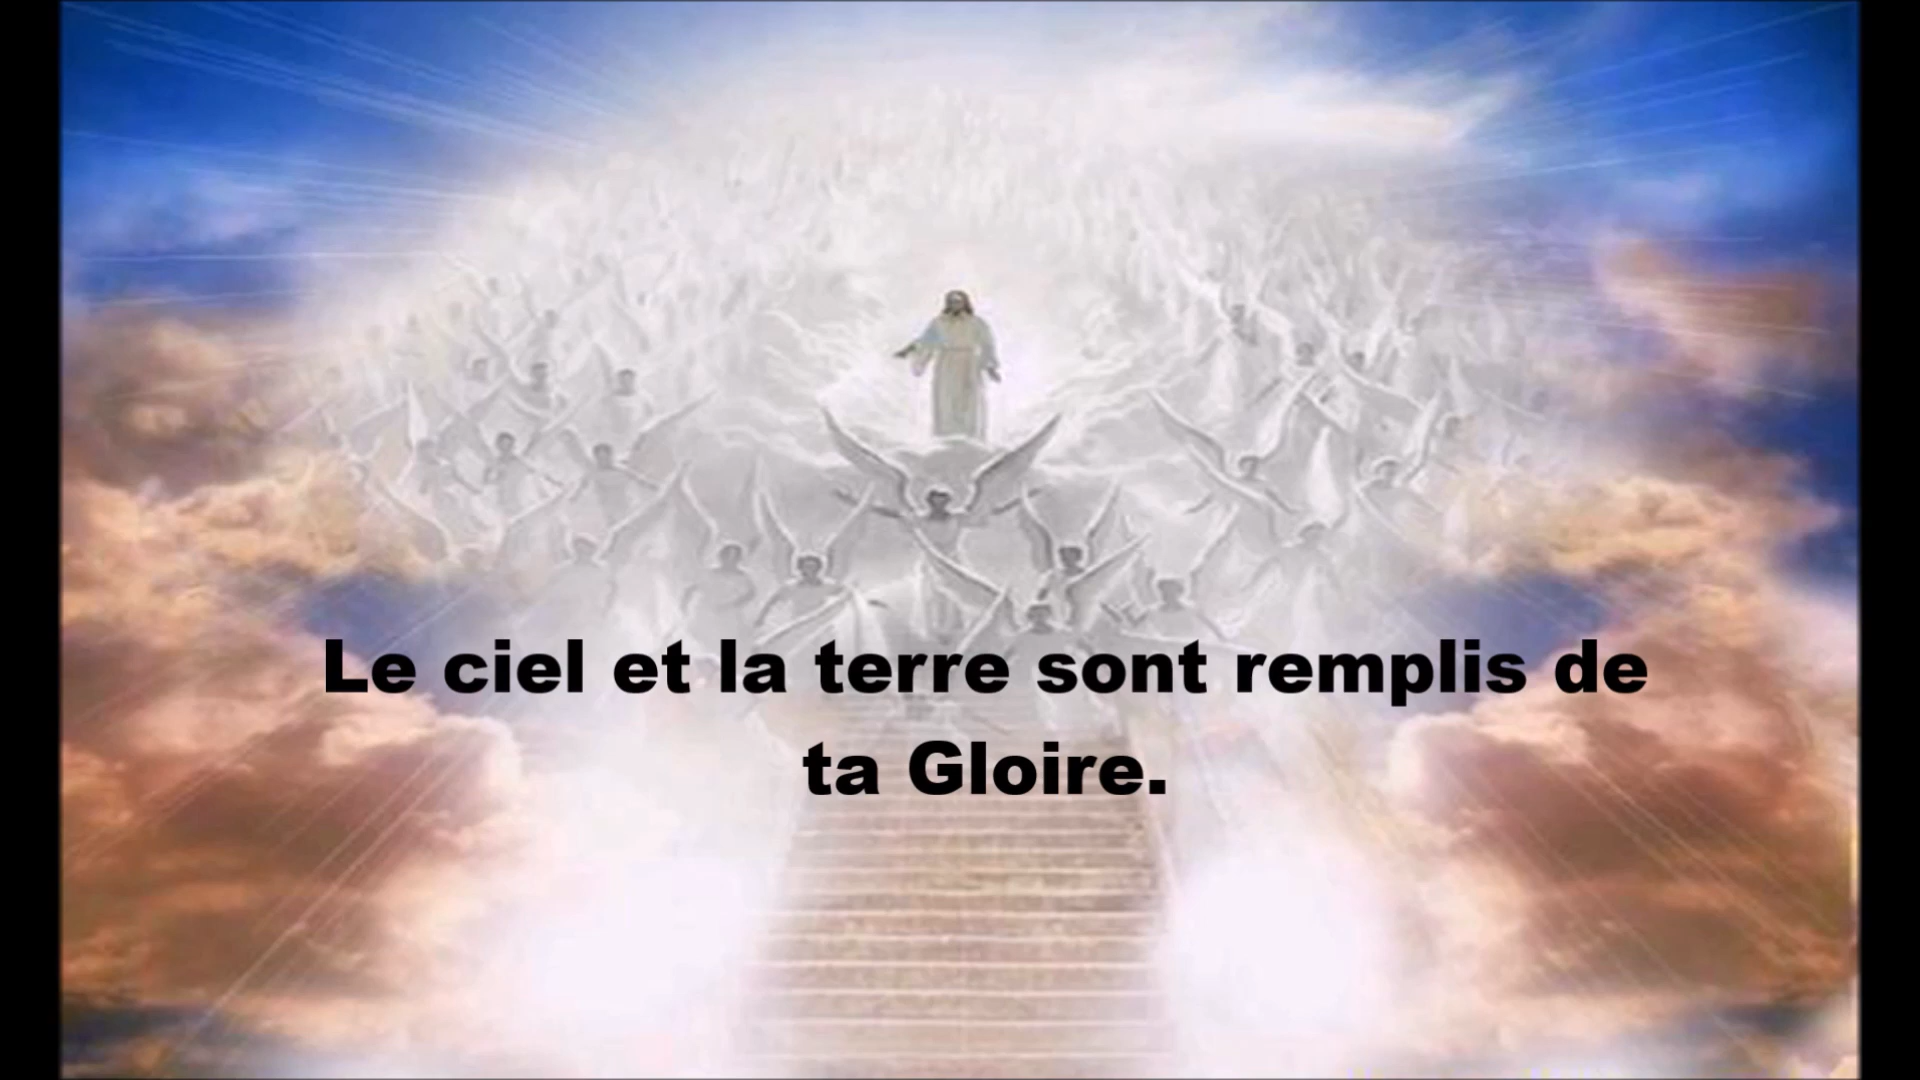 Le ciel et la terre sont remplis de
ta Gloire.